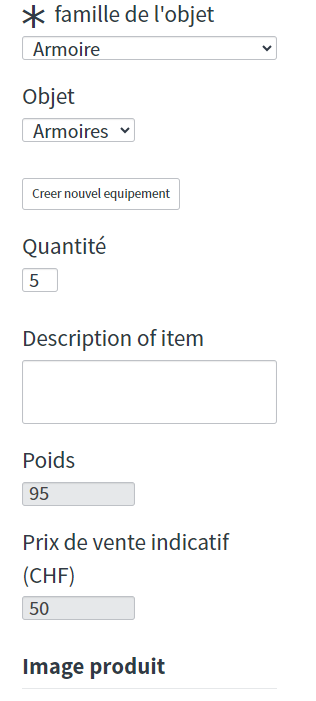 * famille de l'objet
Armoire
Objet
Armoires
Creer nouvel equipement
Quantité
5
Description of item
Poids
95
Prix de vente indicatif
(CHF)
50
Image produit